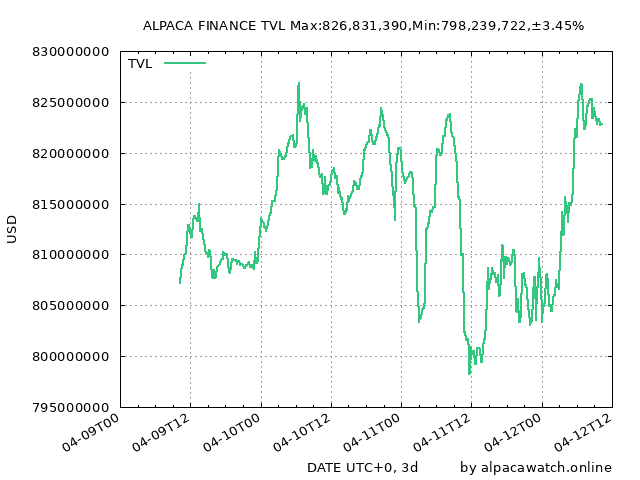 ALPACA FINANCE TVL Max:826,831,390,Min:798,239,722,±3.45%
830000000
TVL
825000000
820000000
815000000
USD
810000000
805000000
800000000
795000000
04-09T00 04-09T12 04-10T00 04-10T12 04-11T00 04-11T12 04-12T00 04-12T12
DATE UTC+0, 3d by alpacawatch.online